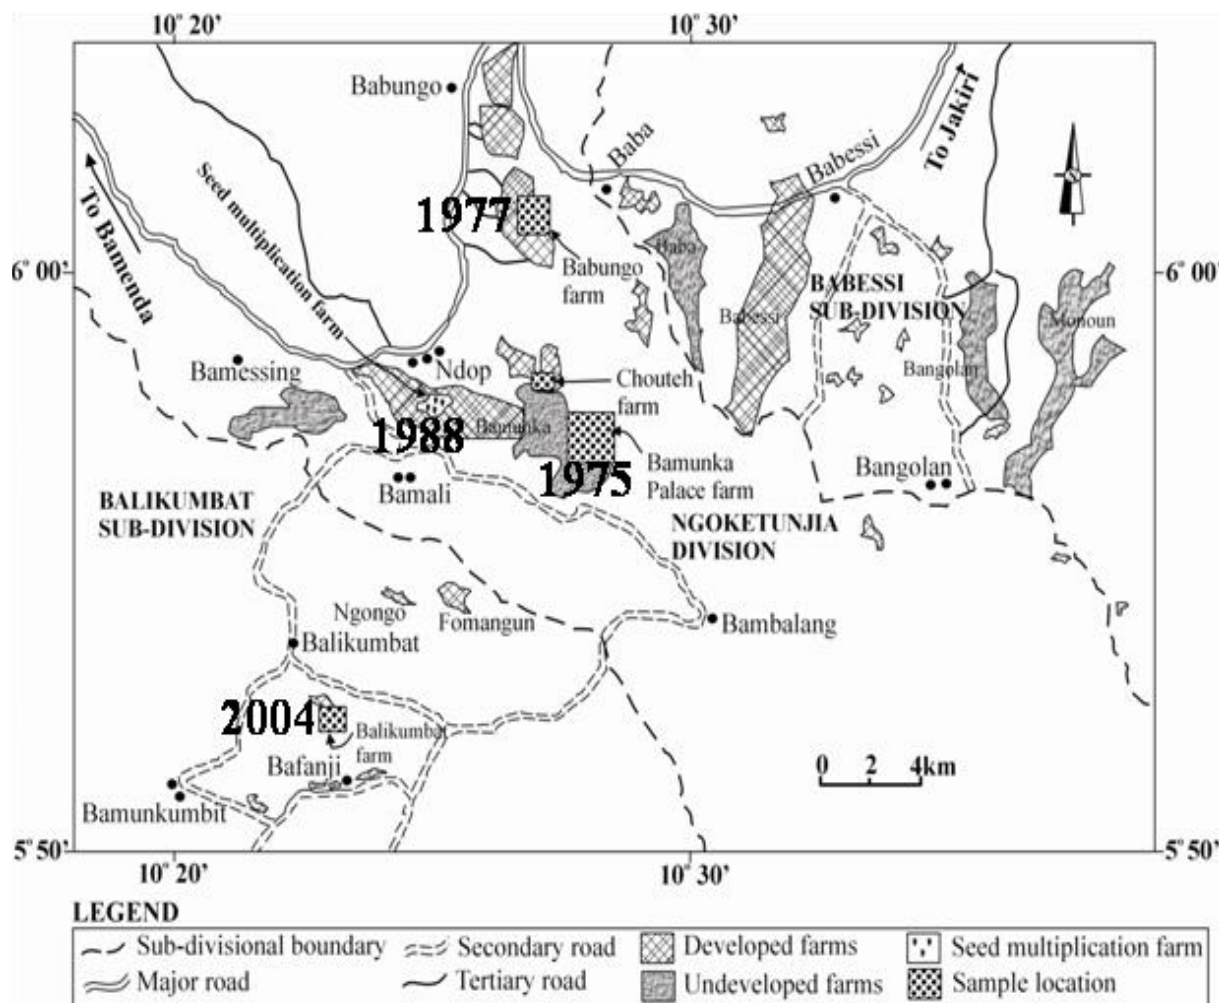 10° 20’
10° 30’
Babungo
Baba
Babessi
To Jakiri
Seed multiplication farm
To Bamenda
1977
Baba
6° 00’
6° 00’
Babungo
farm
BABESSI
SUB-DIVISION
Babessi
Monoun
Bamessing
Ndop
Chouteh
farm
Bangolan
Bamunka
1988
1975
Bamunka
Palace farm
Bangolan
Bamali
BALIKUMBAT
SUB-DIVISION
NGOKETUNJIA
DIVISION
Ngongo
Fomangun
Bambalang
Balikumbat
2004
Balikumbat
farm
Bafanji
0 2 4km
Bamunkumbit
5° 50’
5° 50’
10° 20’
10° 30’
LEGEND
Sub-divisional boundary
Secondary road
Developed farms
Seed multiplication farm
Major road
Tertiary road
Undeveloped farms
Sample location